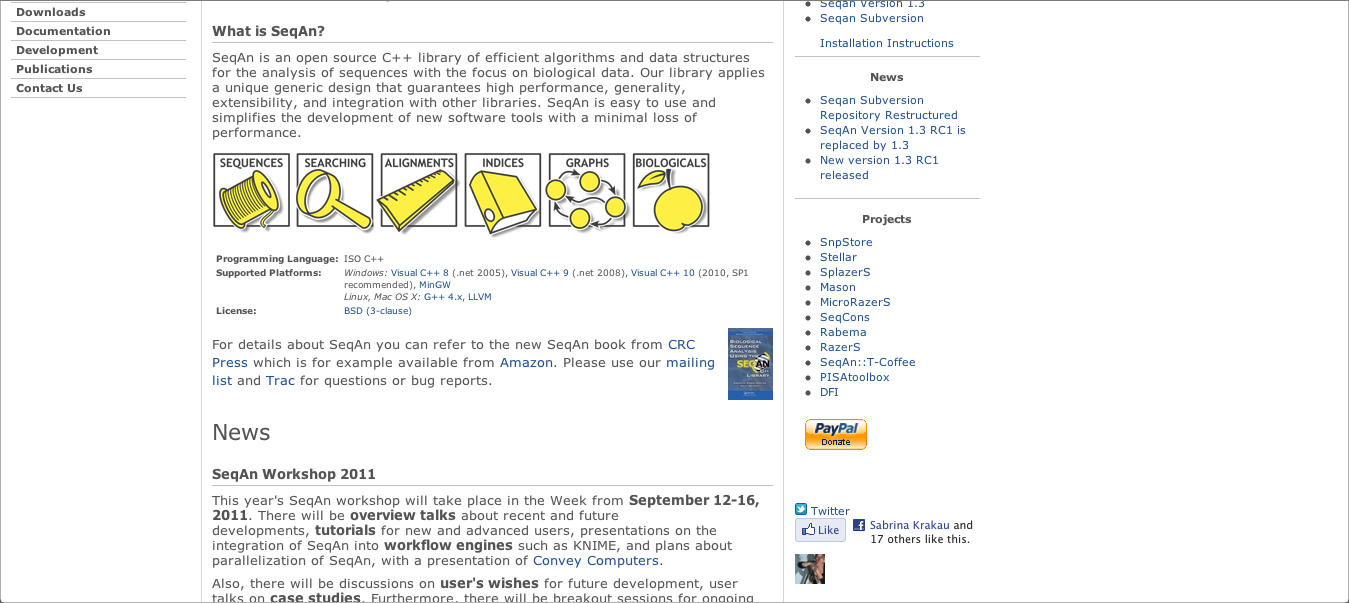 Downloads
Documentation
Development
Publications
Contact Us
What is SeqAn?
SeqAn is an open source C++ library of efficient algorithms and data structures
for the analysis of sequences with the focus on biological data. Our library applies
a unique generic design that guarantees high performance, generality,
extensibility, and integration with other libraries. SeqAn is easy to use and
simplifies the development of new software tools with a minimal loss of
performance.
SEQUENCES SEARCHING ALIGNMENTS INDICES GRAPHS BIOLOGICALS
Programming Language: ISO C++
Supported Platforms: Windows: Visual C++ 8 (.net 2005), Visual C++ 9 (.net 2008), Visual C++ 10 (2010, SP1
recommended), MinGW
Linux, Mac OS X: G++ 4.x, LLVM
License: BSD (3-clause)
For details about SeqAn you can refer to the new SeqAn book from CRC
Press which is for example available from Amazon. Please use our mailing
list and Trac for questions or bug reports.
BIOLOGICAL
SEQUENCE
ANALYSIS
USING THE
SEQAN
LIBRARY
News
SeqAn Workshop 2011
This year's SeqAn workshop will take place in the Week from September 12-16,
2011. There will be overview talks about recent and future
developments, tutorials for new and advanced users, presentations on the
integration of SeqAn into workflow engines such as KNIME, and plans about
parallelization of SeqAn, with a presentation of Convey Computers.
Also, there will be discussions on user's wishes for future development, user
talks on case studies. Furthermore, there will be breakout sessions for ongoing
Seqan Version 1.3
Seqan Subversion
Installation Instructions
News
Seqan Subversion
Repository Restructured
SeqAn Version 1.3 RC1 is
replaced by 1.3
New version 1.3 RC1
released
Projects
SnpStore
Stellar
SplazerS
Mason
MicroRazerS
SeqCons
Rabema
RazerS
SeqAn::T-Coffee
PISAtoolbox
DFI
PayPal
Donate
Twitter
Like
Sabrina Krakau and
17 others like this.